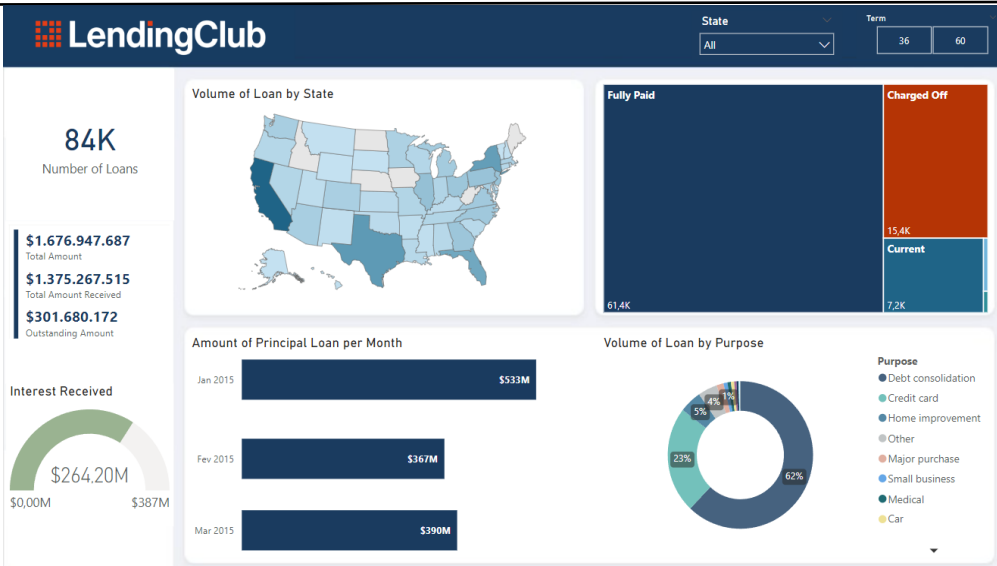 LendingClub
State
All
Term
36
60
84K
Number of Loans
$1.676.947.687
Total Amount
$1.375.267.515
Total Amount Received
$301.680.172
Outstanding Amount
Interest Received
$264.20M
$0,00M
$387M
Volume of Loan by State
Fully Paid
61,4K
Charged Off
15,4K
Current
7,2K
Amount of Principal Loan per Month
Jan 2015
$533M
Fev 2015
$367M
Mar 2015
$390M
Volume of Loan by Purpose
62%
23%
5%
4%
1%
Purpose
Debt consolidation
Credit card
Home improvement
Other
Major purchase
Small business
Medical
Car